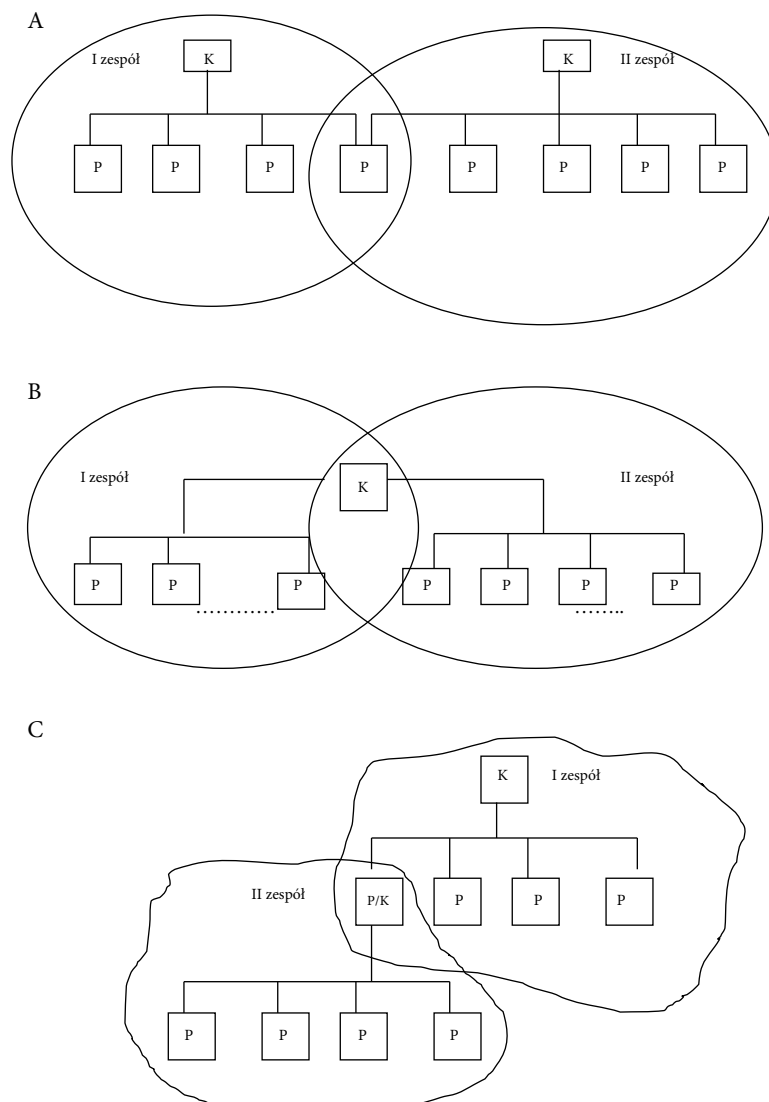 A
I zespół K K II zespół
P P P P P P P P
B
I zespół K II zespół
P P P P P P P
............ ........
C
K I zespół
II zespół P/K P P P
P P P P